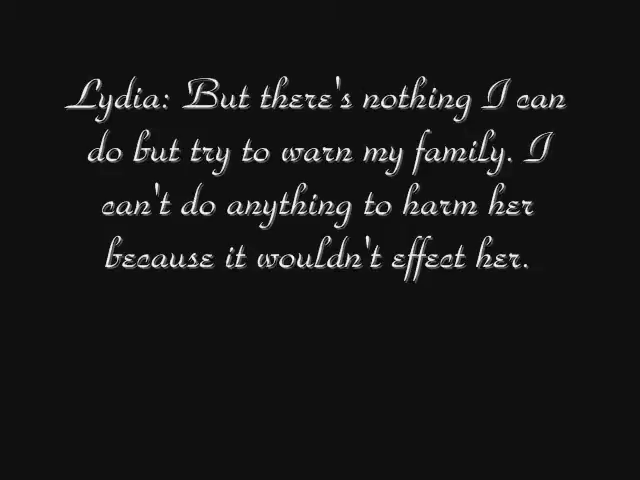 Lydia: But there's nothing I can
do but try to warn my family. I
can't do anything to harm her
because it wouldn't effect her.